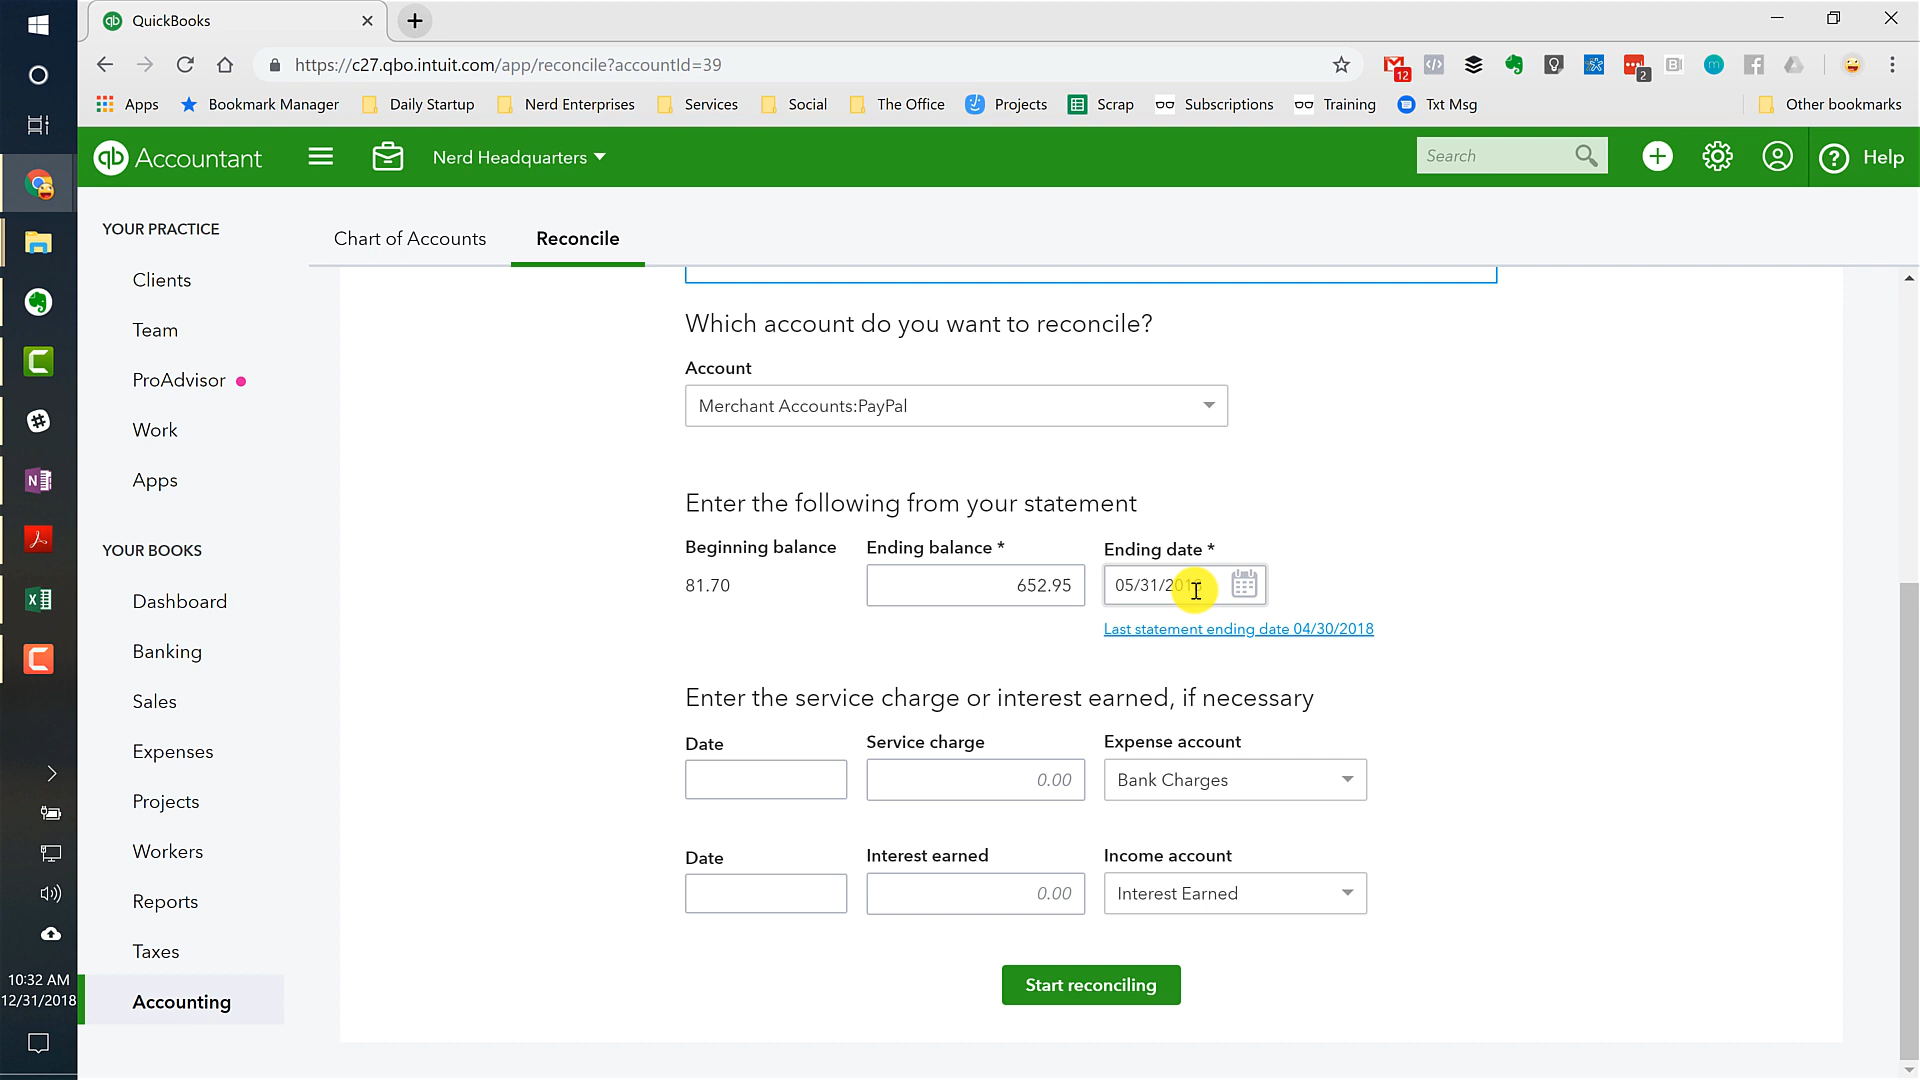 QuickBooks
https://c27.qbo.intuit.com/app/reconcile?accountId=39
12
2
Apps
Bookmark Manager
Daily Startup
Nerd Enterprises
Services
Social
The Office
Projects
Scrap
Subscriptions
Training
Txt Msg
Other bookmarks
qb Accountant
Nerd Headquarters
Search
Help
YOUR PRACTICE
Clients
Team
ProAdvisor
Work
Apps
YOUR BOOKS
Dashboard
Banking
Sales
Expenses
Projects
Workers
Reports
Taxes
Accounting
Chart of Accounts
Reconcile
Which account do you want to reconcile?
Account
Merchant Accounts:PayPal
Enter the following from your statement
Beginning balance
Ending balance *
Ending date *
81.70
652.95
05/31/2018
Last statement ending date 04/30/2018
Enter the service charge or interest earned, if necessary
Date
Service charge
Expense account
0.00
Bank Charges
Date
Interest earned
Income account
0.00
Interest Earned
Start reconciling
10:32 AM
12/31/2018